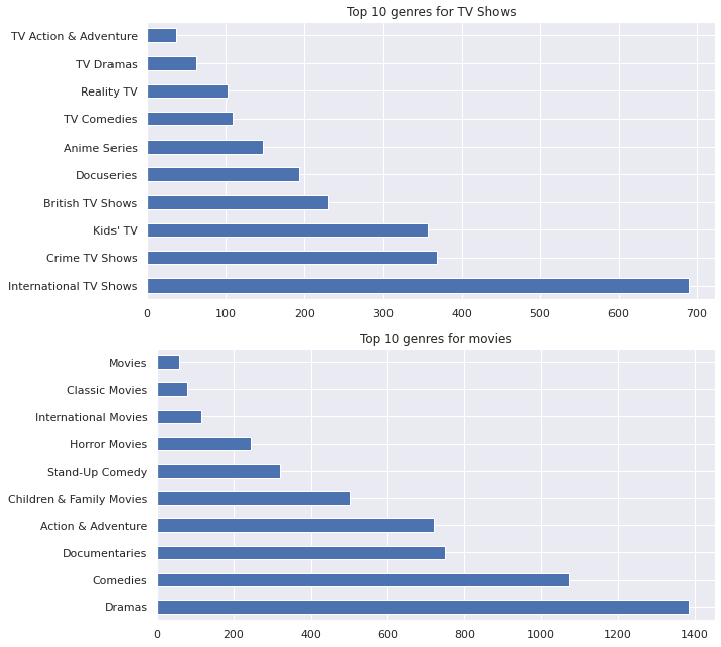 Top 10 genres for TV Shows
TV Action & Adventure
TV Dramas
Reality TV
TV Comedies
Anime Series
Docuseries
British TV Shows
Kids' TV
Crime TV Shows
International TV Shows
0 100 200 300 400 500 600 700
Top 10 genres for movies
Movies
Classic Movies
International Movies
Horror Movies
Stand-Up Comedy
Children & Family Movies
Action & Adventure
Documentaries
Comedies
Dramas
0 200 400 600 800 1000 1200 1400